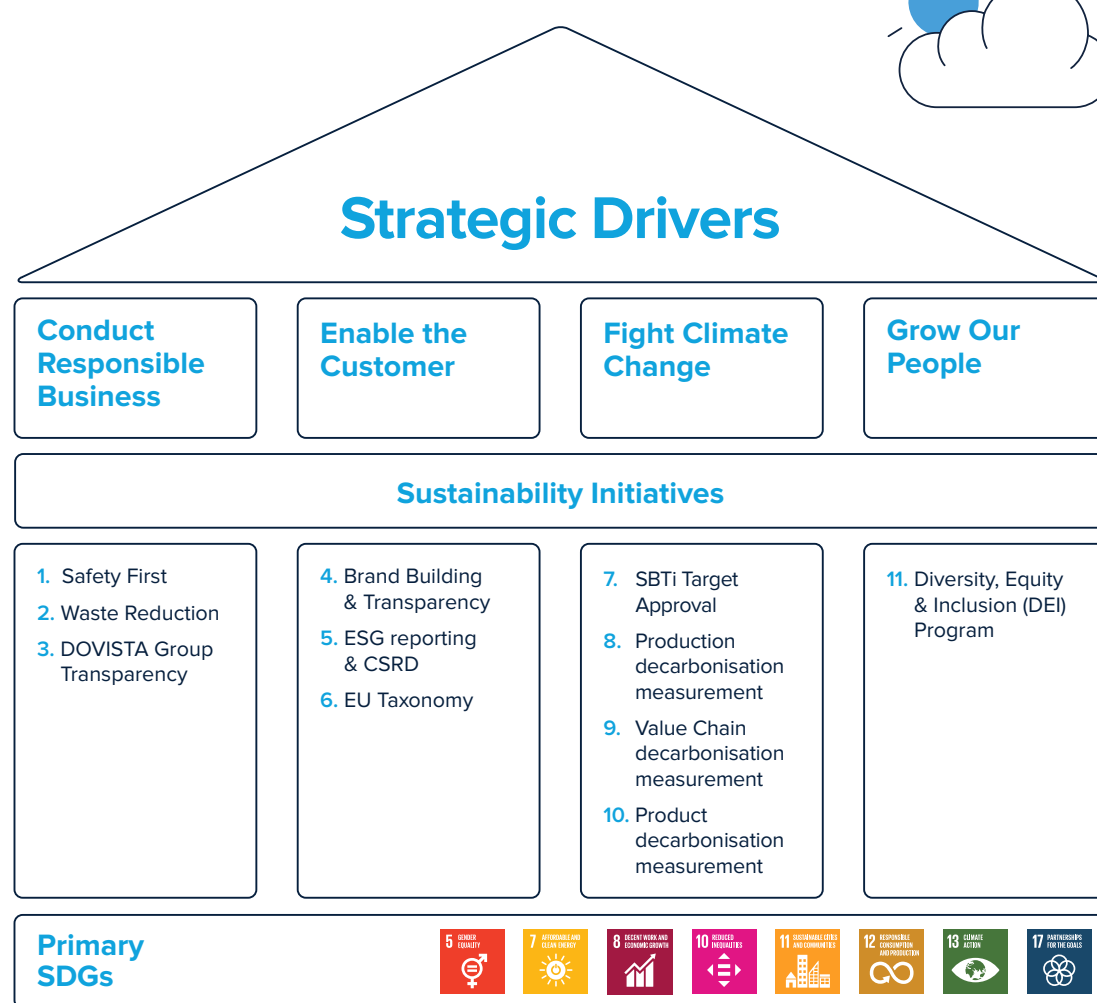 Strategic Drivers
Conduct
Responsible
Business
Enable the
Customer
Fight Climate
Change
Grow Our
People
Sustainability Initiatives
1. Safety First
2. Waste Reduction
3. DOVISTA Group
Transparency
4. Brand Building
& Transparency
5. ESG reporting
& CSRD
6. EU Taxonomy
7. SBTi Target
Approval
8. Production
decarbonisation
measurement
9. Value Chain
decarbonisation
measurement
10. Product
decarbonisation
measurement
11. Diversity, Equity
& Inclusion (DEI)
Program
Primary
SDGs
5 GENDER
EQUALITY
7 AFFORDABLE AND
CLEAN ENERGY
8 DECENT WORK AND
ECONOMIC GROWTH
10 REDUCED
INEQUALITIES
11 SUSTAINABLE CITIES
AND COMMUNITIES
12 RESPONSIBLE
CONSUMPTION
AND PRODUCTION
13 CLIMATE
ACTION
17 PARTNERSHIPS
FOR THE GOALS